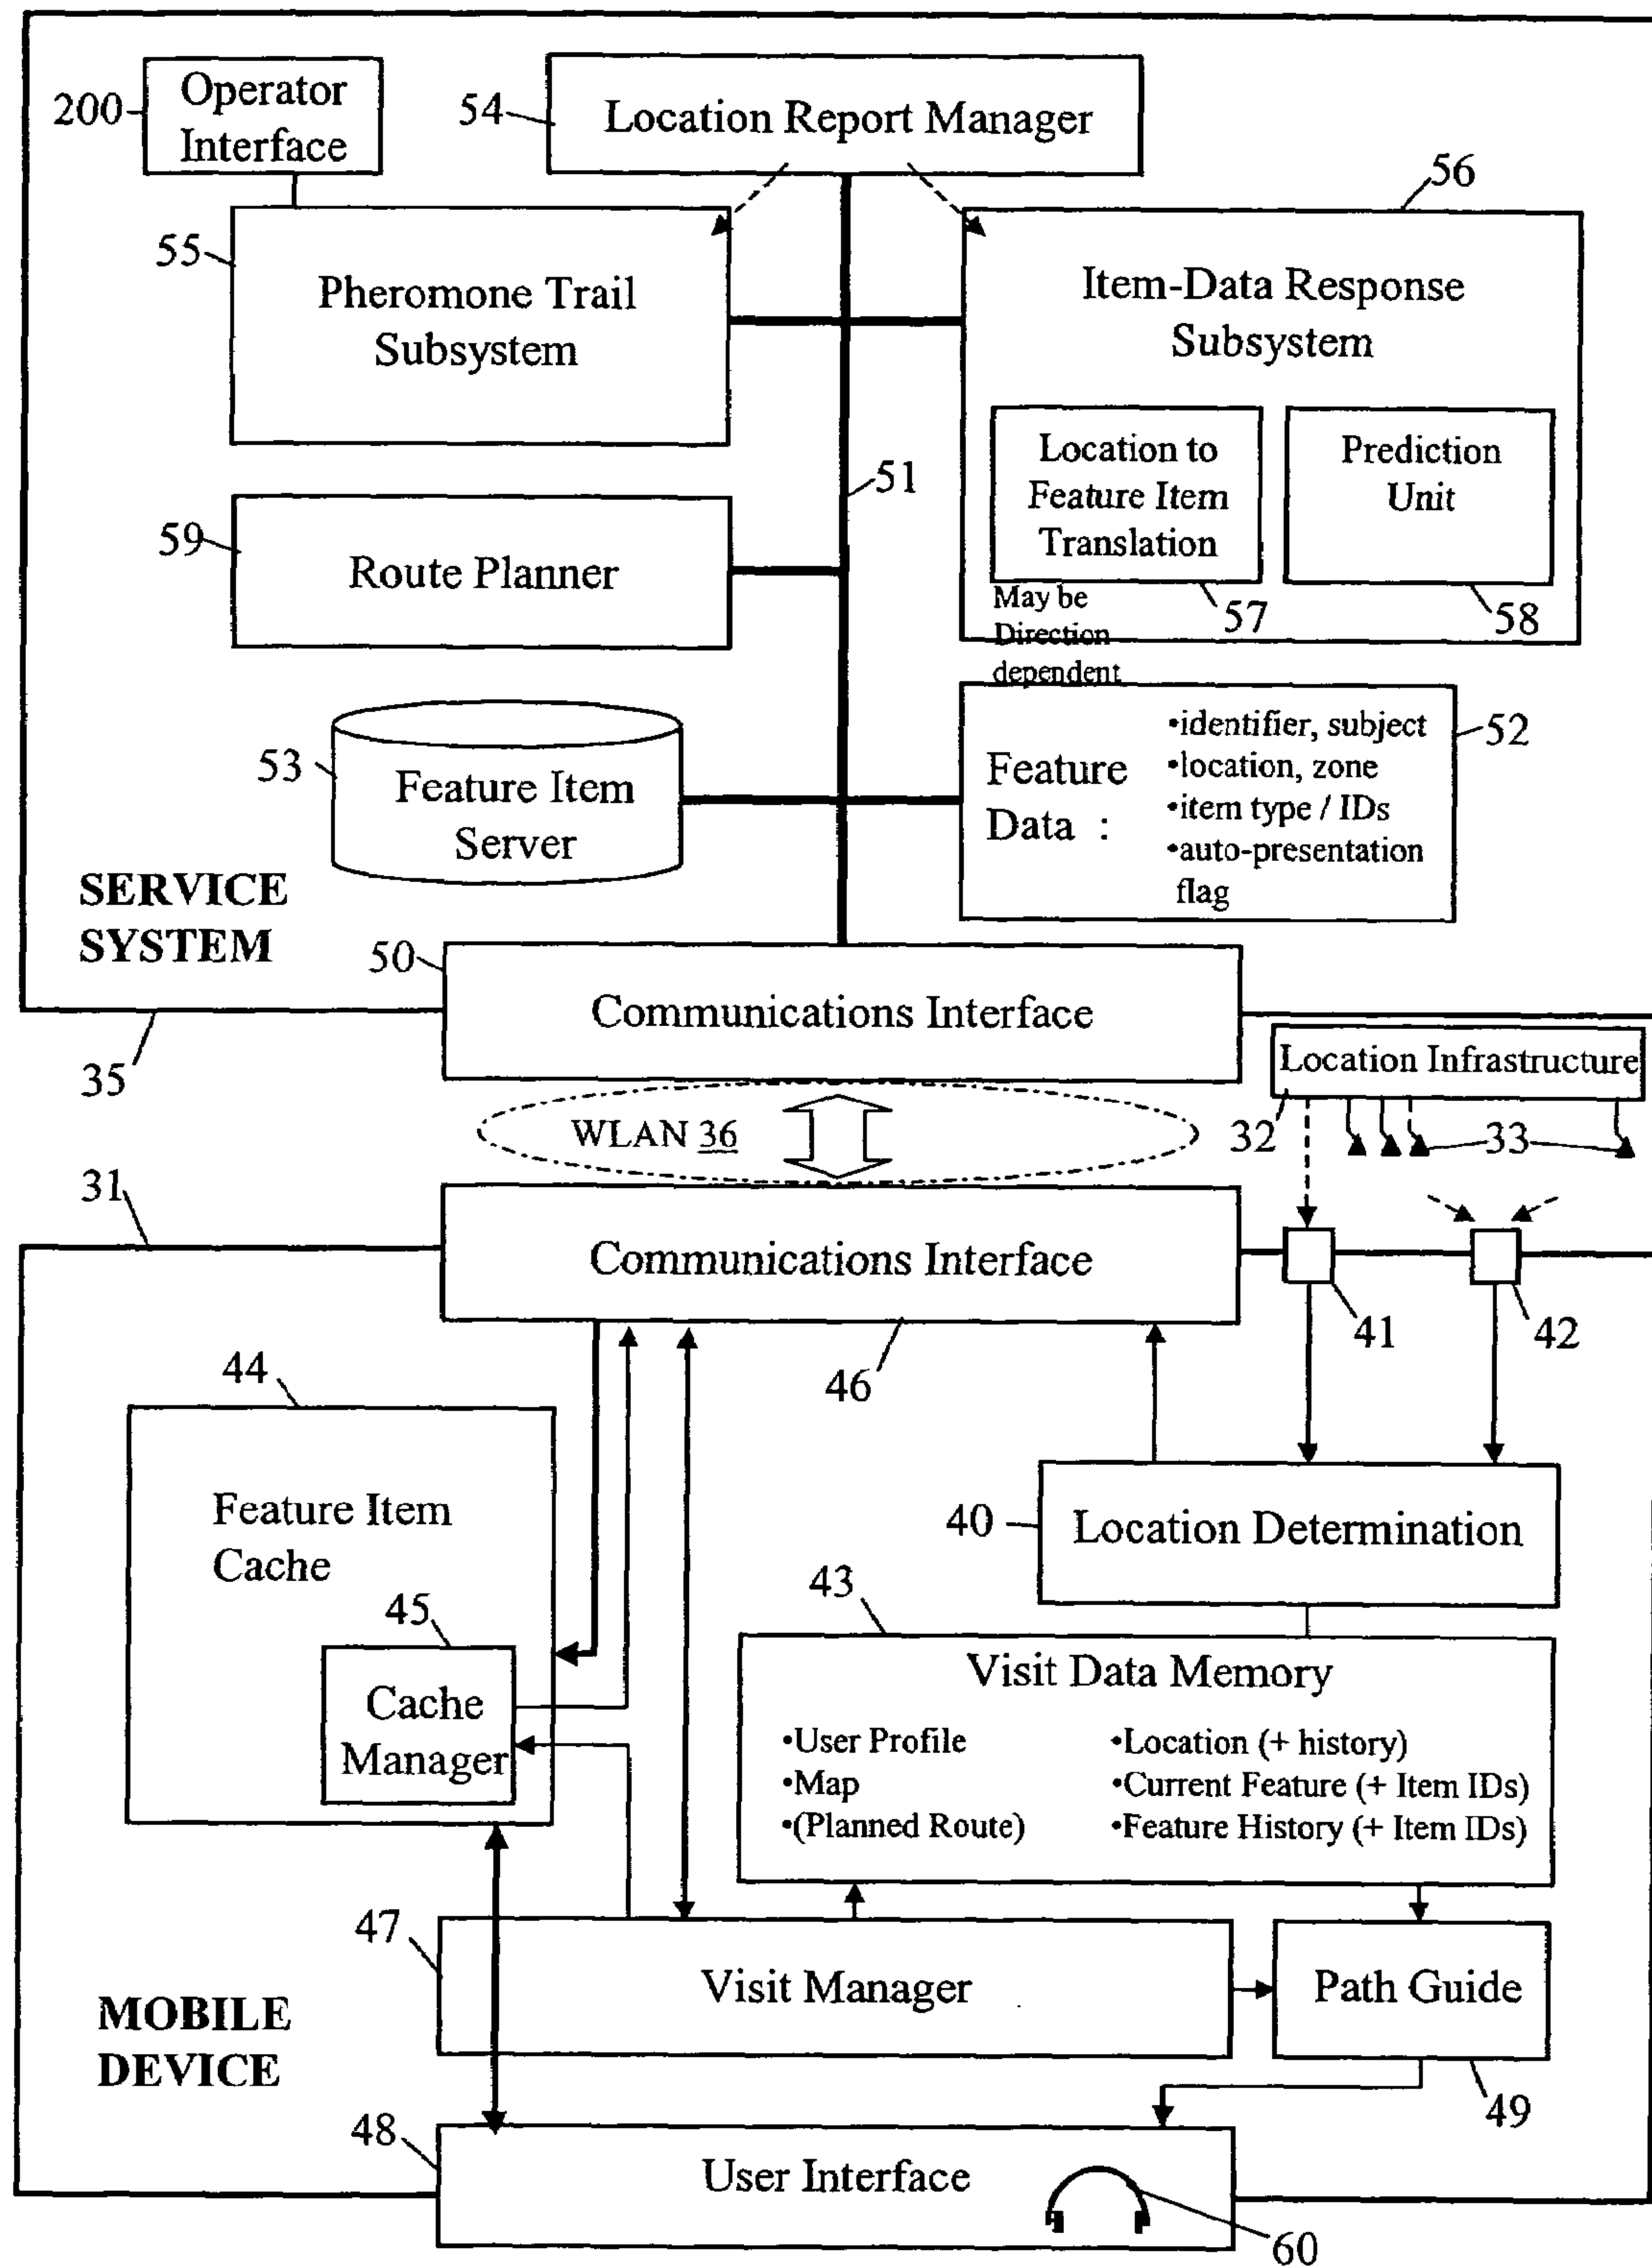 200
Operator
Interface
54
Location Report Manager
56
55
Pheromone Trail
Subsystem
Item-Data Response
Subsystem
Location to
Feature Item
Translation
Prediction
Unit
51
57
58
May be
Direction
dependent
59
Route Planner
53
Feature Item
Server
Feature
Data :
•identifier, subject
•location, zone
•item type / IDs
•auto-presentation
flag
52
SERVICE
SYSTEM
50
Communications Interface
35
Location Infrastructure
WLAN 36
32
33
31
Communications Interface
41
42
46
44
Feature Item
Cache
40
Location Determination
43
45
Cache
Manager
Visit Data Memory
•User Profile
•Map
•(Planned Route)
•Location (+ history)
•Current Feature (+ Item IDs)
•Feature History (+ Item IDs)
47
Visit Manager
Path Guide
MOBILE
DEVICE
49
48
User Interface
60